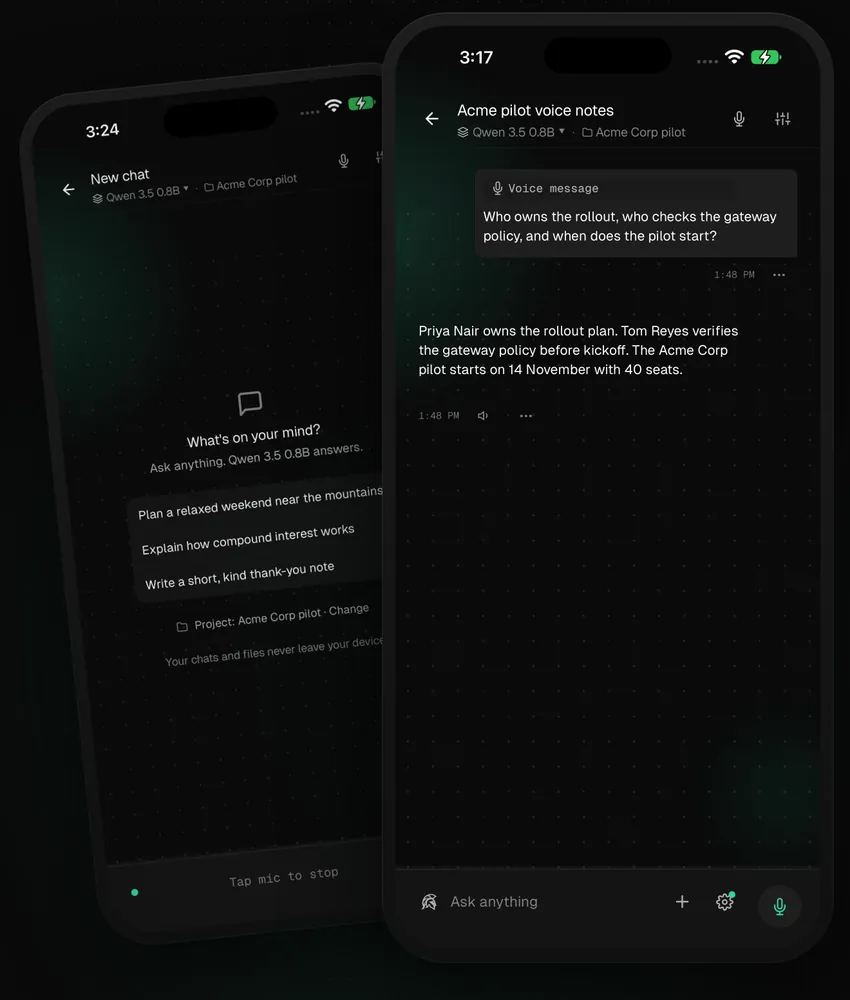 3:24
New chat
Qwen 3.5 0.8B ▾ · Acme Corp pilot
What's on your mind?
Ask anything. Qwen 3.5 0.8B answers.
Plan a relaxed weekend near the mountains
Explain how compound interest works
Write a short, kind thank-you note
Project: Acme Corp pilot · Change
Your chats and files never leave your device
Tap mic to stop
3:17
Acme pilot voice notes
Qwen 3.5 0.8B ▾ · Acme Corp pilot
Voice message
Who owns the rollout, who checks the gateway
policy, and when does the pilot start?
1:48 PM
Priya Nair owns the rollout plan. Tom Reyes verifies
the gateway policy before kickoff. The Acme Corp
pilot starts on 14 November with 40 seats.
1:48 PM
Ask anything